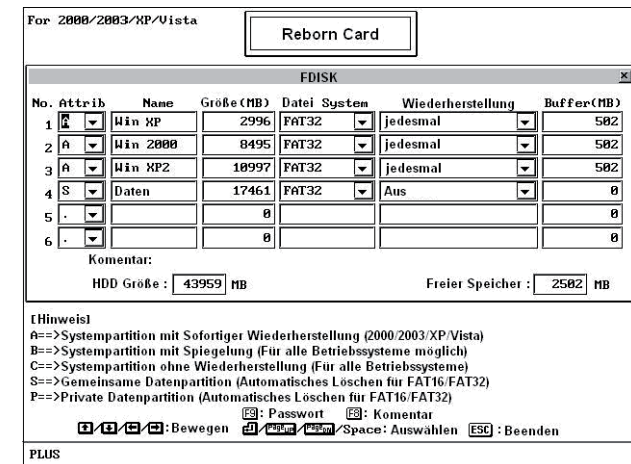 For 2000/2003/XP/Vista
Reborn Card
FDISK
No. Attrib Name Größe(MB) Datei System Wiederherstellung Buffer(MB)
1 A Win XP 2996 FAT32 jedesmal 502
2 A Win 2000 8495 FAT32 jedesmal 502
3 A Win XP2 10997 FAT32 jedesmal 502
4 S Daten 17461 FAT32 Aus 0
5 . 0 0
6 . 0 0
Komentar:
HDD Größe : 43959 MB Freier Speicher : 2502 MB
[Hinweis]
A==>Systempartition mit Sofortiger Wiederherstellung (2000/2003/XP/Vista)
B==>Systempartition mit Spiegelung (Für alle Betriebssysteme möglich)
C==>Systempartition ohne Wiederherstellung (Für alle Betriebssysteme)
S==>Gemeinsame Datenpartition (Automatisches Löschen für FAT16/FAT32)
P==>Private Datenpartition (Automatisches Löschen für FAT16/FAT32)
F9: Passwort F8: Komentar
↑/↓/←/→:Bewegen ↵/PageUP/PageDN/Space: Auswählen ESC : Beenden
PLUS